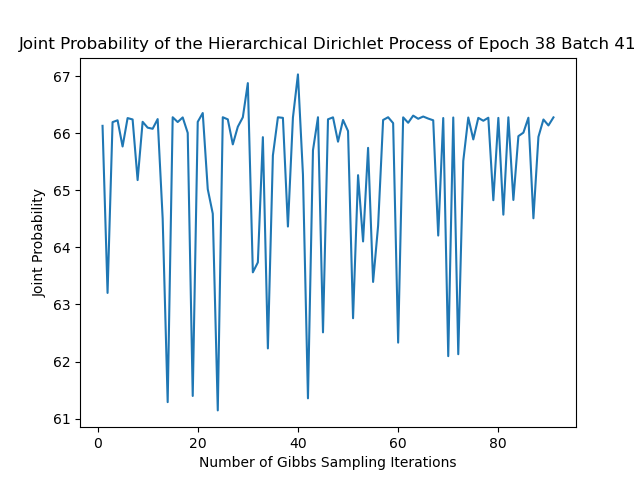 Joint Probability of the Hierarchical Dirichlet Process of Epoch 38 Batch 41
67
66
65
64
63
62
61
Joint Probability
0 20 40 60 80
Number of Gibbs Sampling Iterations